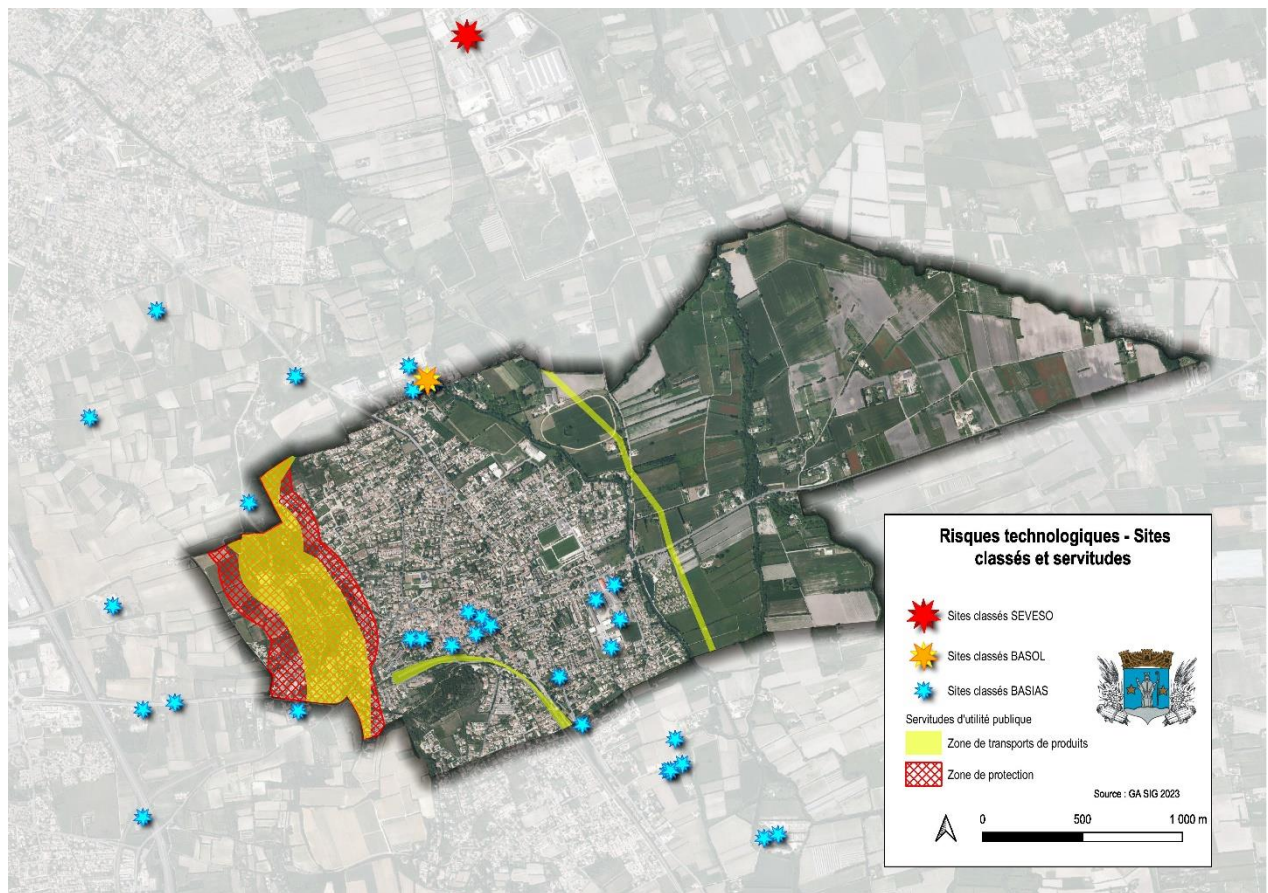 Risques technologiques - Sites
classés et servitudes
Sites classés SEVESO
Sites classés BASOL
Sites classés BASIAS
Servitudes d'utilité publique
Zone de transports de produits
Zone de protection
Source : GA SIG 2023
0 500 1 000 m